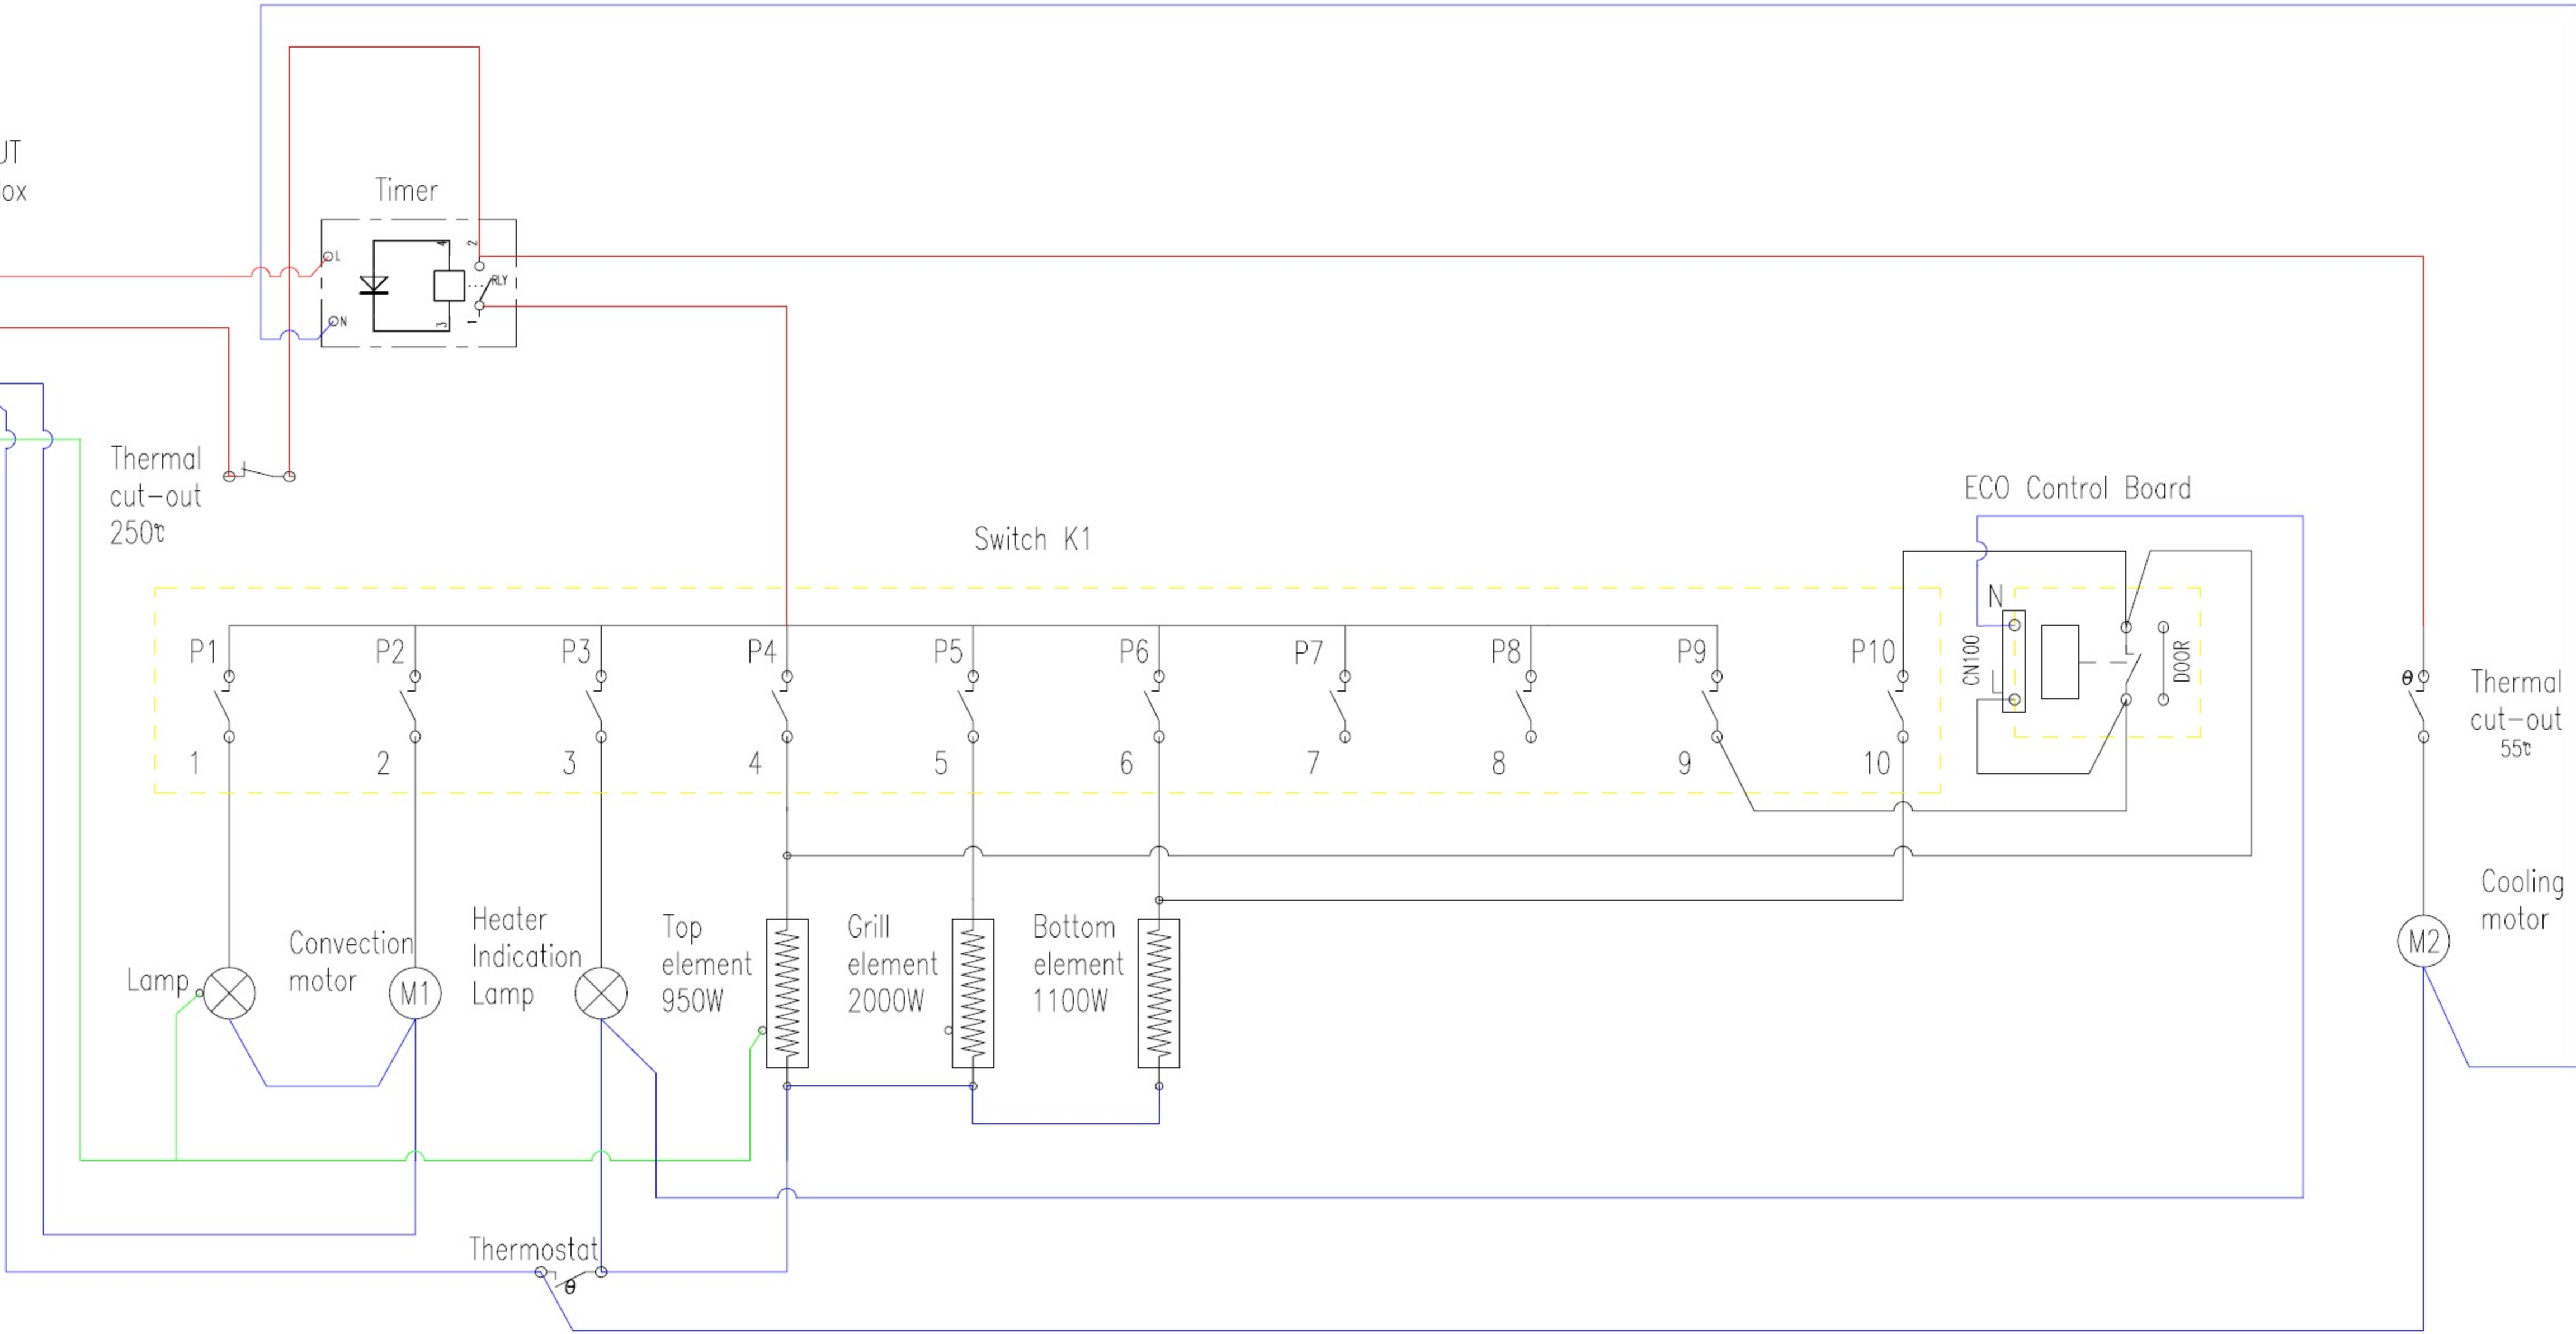 UT
ox
Timer
L
N
4
3
2
1
RLY
Thermal
cut-out
250℃
Switch K1
ECO Control Board
P1
P2
P3
P4
P5
P6
P7
P8
P9
P10
1
2
3
4
5
6
7
8
9
10
N
L
CN100
DOOR
θ
Thermal
cut-out
55℃
Cooling
motor
M2
Lamp
Convection
motor
M1
Heater
Indication
Lamp
Top
element
950W
Grill
element
2000W
Bottom
element
1100W
Thermostat
θ